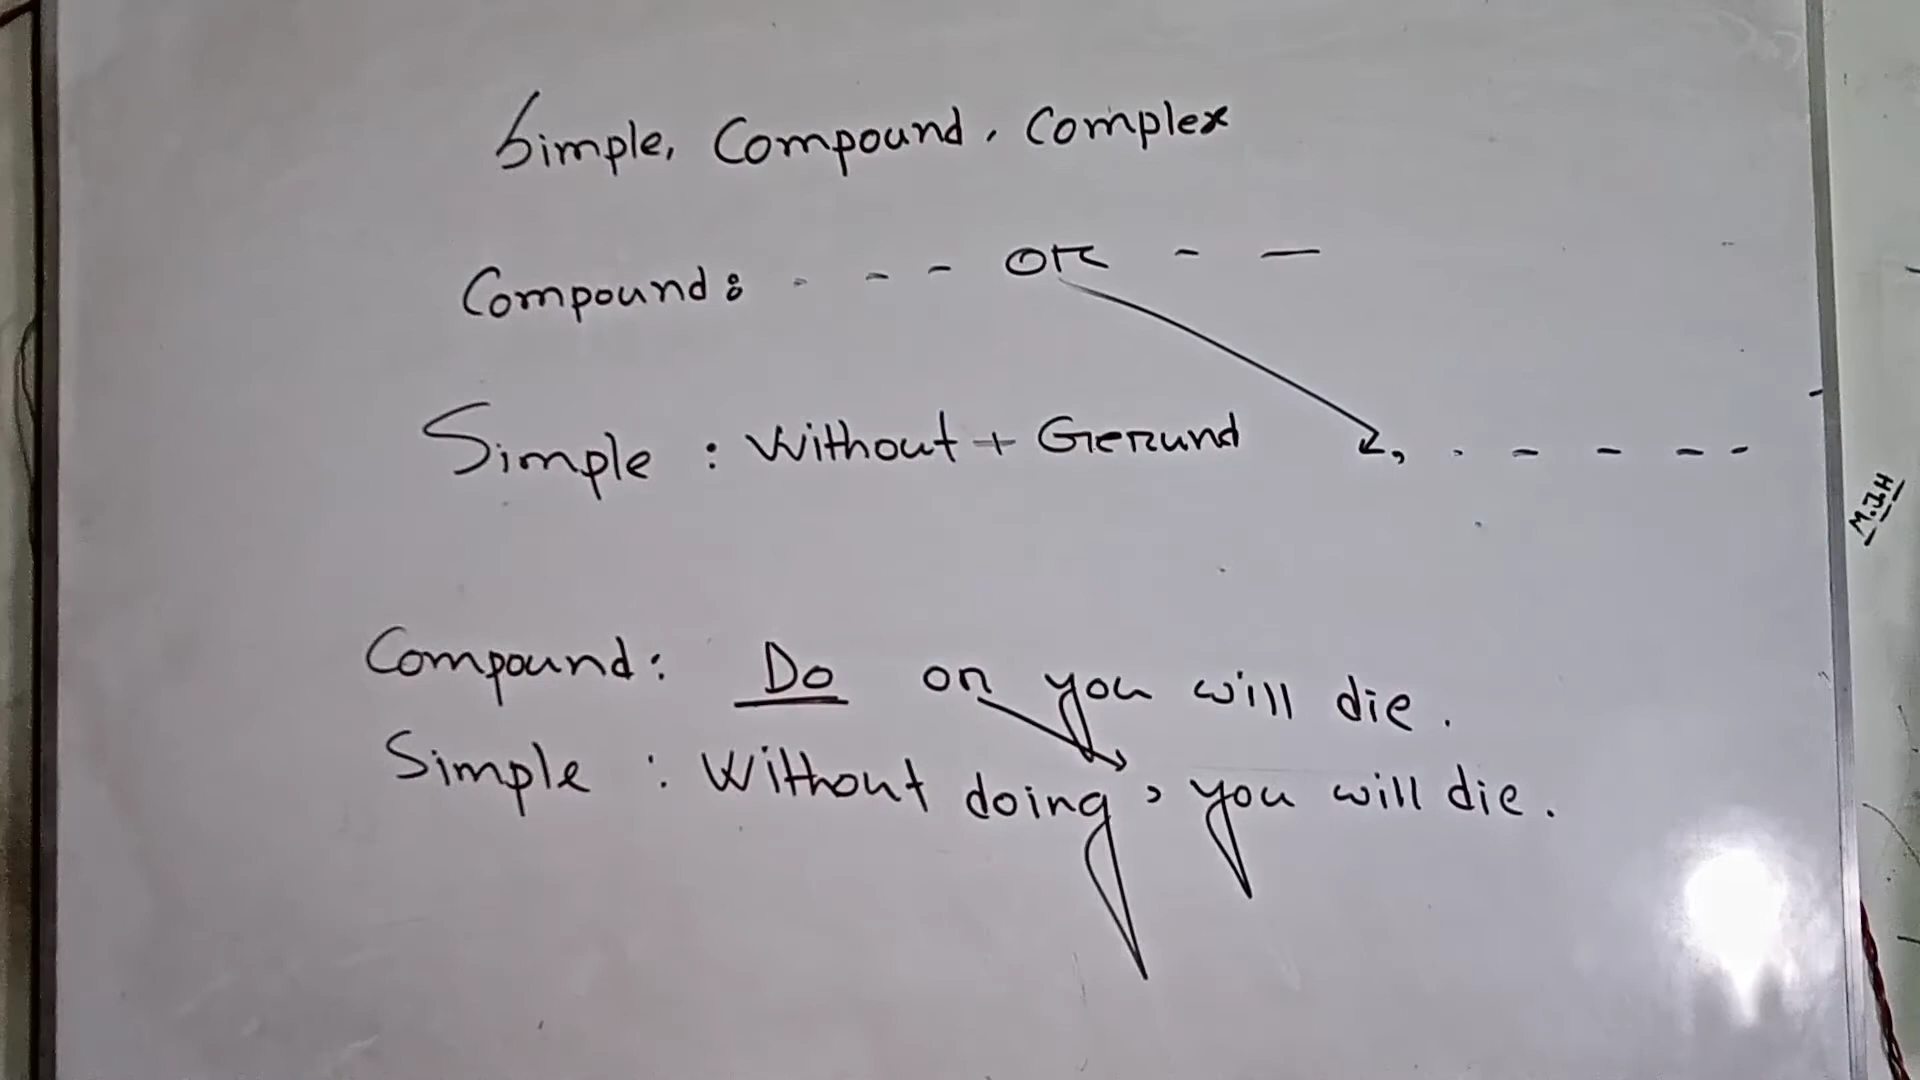 Simple, Compound, Complex
Compound: - - - OR - -
Simple : Without + Gerund , - - - - -
M.J.H
Compound: Do or you will die.
Simple : Without doing, you will die.